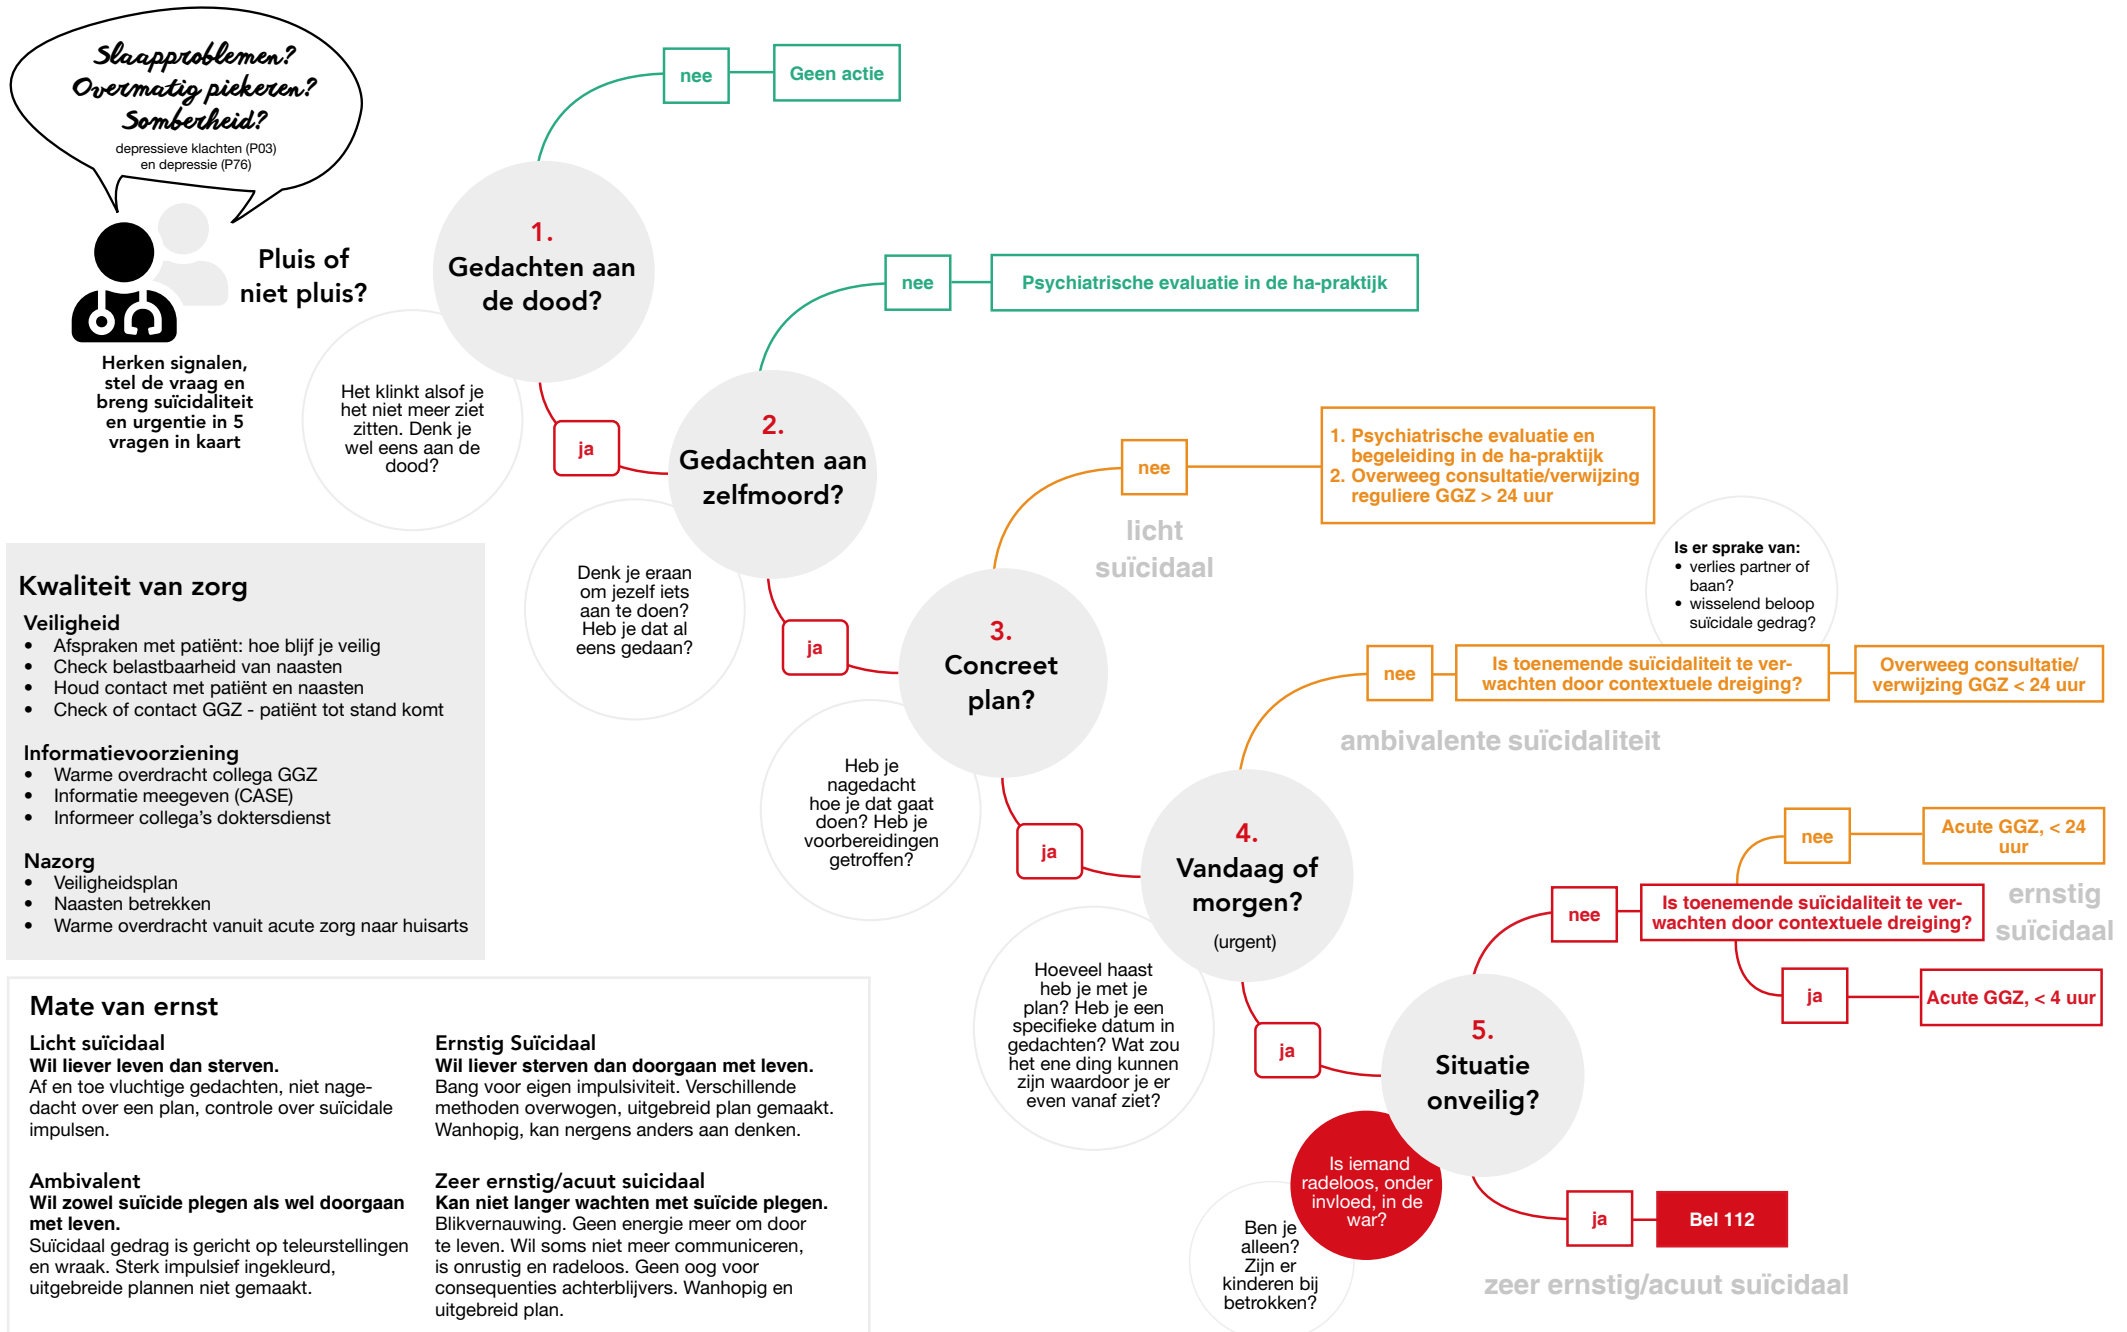 Slaapproblemen?
Overmatig piekeren?
Somberheid?
depressieve klachten (P03)
en depressie (P76)
Pluis of
niet pluis?
Herken signalen,
stel de vraag en
breng suïcidaliteit
en urgentie in 5
vragen in kaart
1.
Gedachten aan
de dood?
nee
Geen actie
Het klinkt alsof je
het niet meer ziet
zitten. Denk je
wel eens aan de
dood?
ja
2.
Gedachten aan
zelfmoord?
nee
Psychiatrische evaluatie in de ha-praktijk
Denk je eraan
om jezelf iets
aan te doen?
Heb je dat al
eens gedaan?
ja
3.
Concreet
plan?
nee
licht
suïcidaal
1. Psychiatrische evaluatie en
begeleiding in de ha-praktijk
2. Overweeg consultatie/verwijzing
reguliere GGZ > 24 uur
Heb je
nagedacht
hoe je dat gaat
doen? Heb je
voorbereidingen
getroffen?
ja
4.
Vandaag of
morgen?
(urgent)
nee
Is toenemende suïcidaliteit te ver-
wachten door contextuele dreiging?
Overweeg consultatie/
verwijzing GGZ < 24 uur
Is er sprake van:
• verlies partner of
baan?
• wisselend beloop
suïcidale gedrag?
ambivalente suïcidaliteit
Hoeveel haast
heb je met je
plan? Heb je een
specifieke datum in
gedachten? Wat zou
het ene ding kunnen
zijn waardoor je er
even vanaf ziet?
ja
5.
Situatie
onveilig?
nee
Is toenemende suïcidaliteit te ver-
wachten door contextuele dreiging?
nee
Acute GGZ, < 24
uur
ernstig
suïcidaal
ja
Acute GGZ, < 4 uur
Is iemand
radeloos, onder
invloed, in de
war?
Ben je
alleen?
Zijn er
kinderen bij
betrokken?
ja
Bel 112
zeer ernstig/acuut suïcidaal
Kwaliteit van zorg
Veiligheid
• Afspraken met patiënt: hoe blijf je veilig
• Check belastbaarheid van naasten
• Houd contact met patiënt en naasten
• Check of contact GGZ - patiënt tot stand komt
Informatievoorziening
• Warme overdracht collega GGZ
• Informatie meegeven (CASE)
• Informeer collega's doktersdienst
Nazorg
• Veiligheidsplan
• Naasten betrekken
• Warme overdracht vanuit acute zorg naar huisarts
Mate van ernst
Licht suïcidaal
Wil liever leven dan sterven.
Af en toe vluchtige gedachten, niet nage-
dacht over een plan, controle over suïcidale
impulsen.
Ambivalent
Wil zowel suïcide plegen als wel doorgaan
met leven.
Suïcidaal gedrag is gericht op teleurstellingen
en wraak. Sterk impulsief ingekleurd,
uitgebreide plannen niet gemaakt.
Ernstig Suïcidaal
Wil liever sterven dan doorgaan met leven.
Bang voor eigen impulsiviteit. Verschillende
methoden overwogen, uitgebreid plan gemaakt.
Wanhopig, kan nergens anders aan denken.
Zeer ernstig/acuut suicidaal
Kan niet langer wachten met suïcide plegen.
Blikvernauwing. Geen energie meer om door
te leven. Wil soms niet meer communiceren,
is onrustig en radeloos. Geen oog voor
consequenties achterblijvers. Wanhopig en
uitgebreid plan.